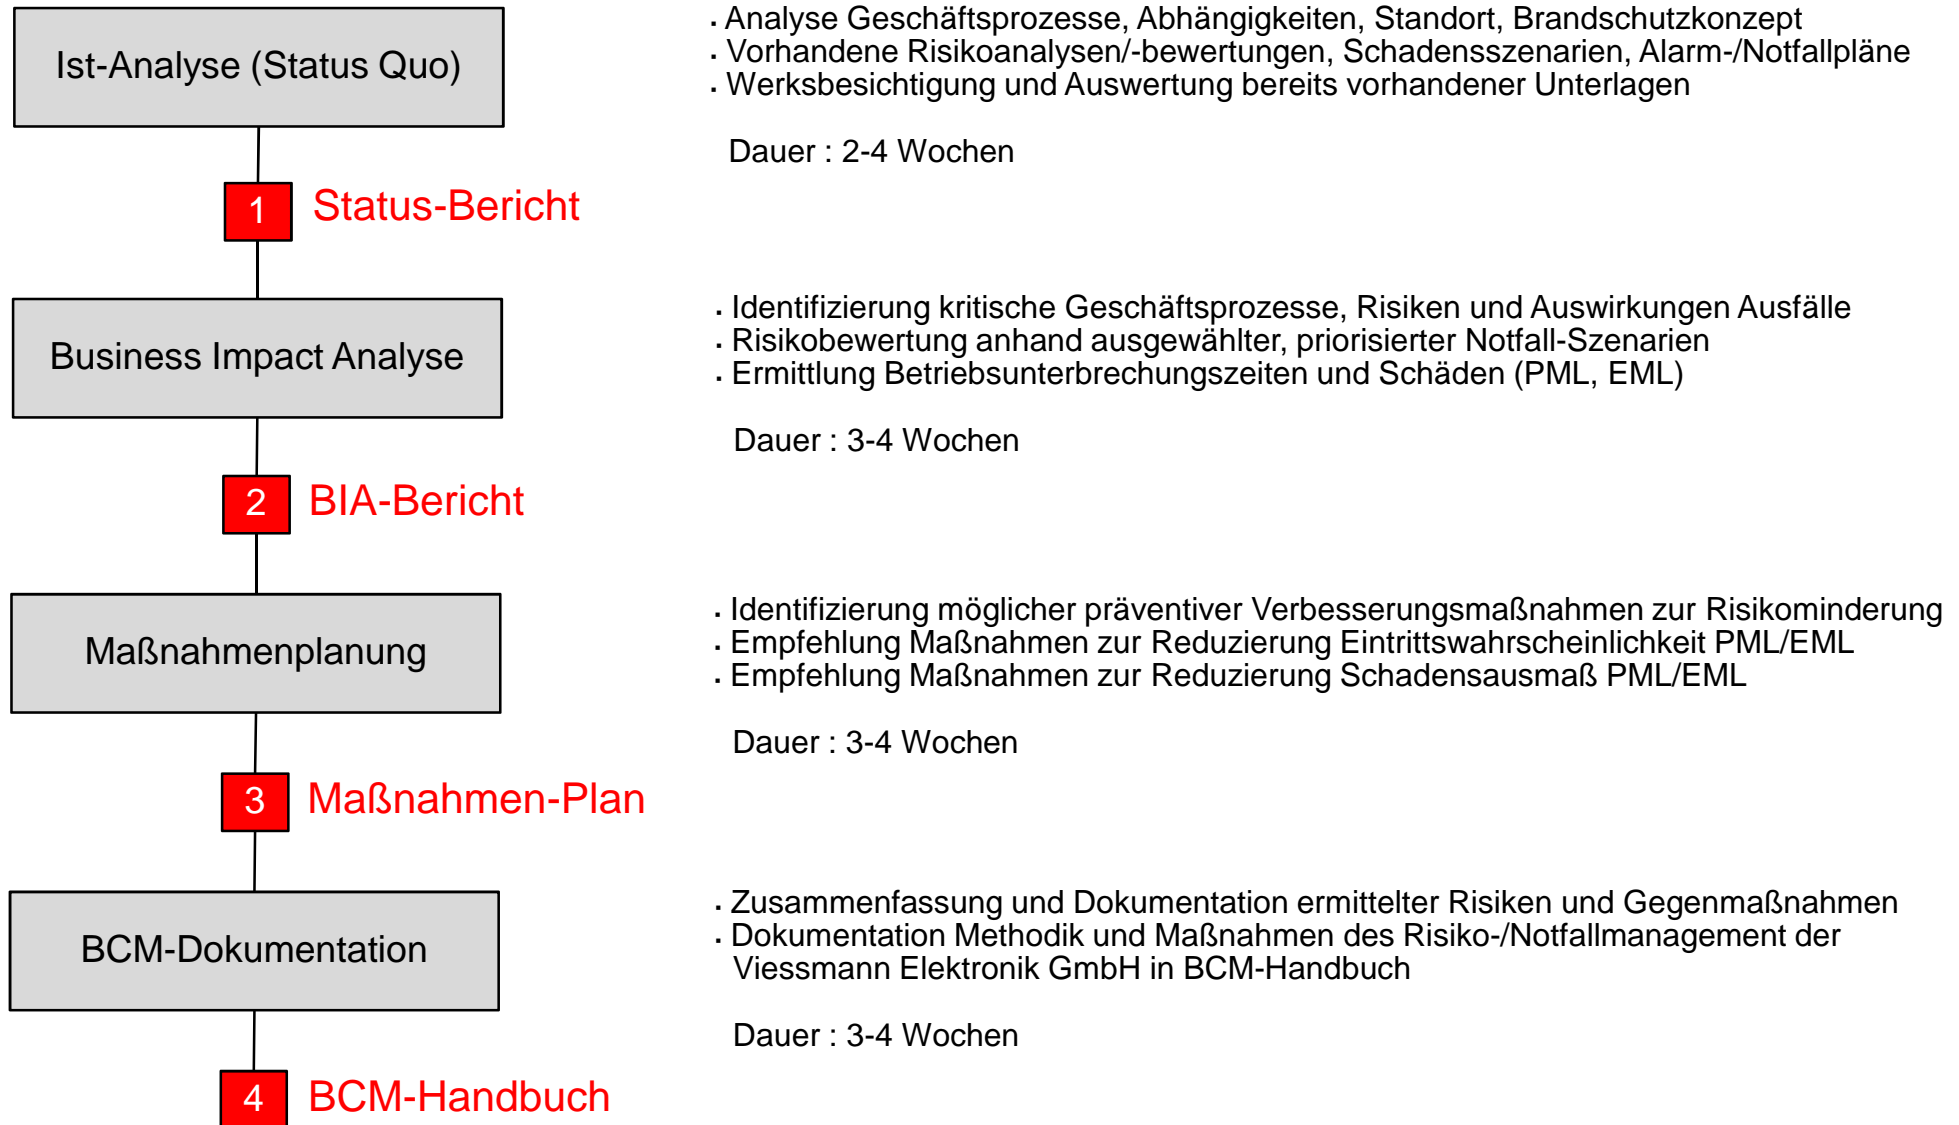 Ist-Analyse (Status Quo)
· Analyse Geschäftsprozesse, Abhängigkeiten, Standort, Brandschutzkonzept
· Vorhandene Risikoanalysen/-bewertungen, Schadensszenarien, Alarm-/Notfallpläne
· Werksbesichtigung und Auswertung bereits vorhandener Unterlagen
Dauer : 2-4 Wochen
1 Status-Bericht
Business Impact Analyse
· Identifizierung kritische Geschäftsprozesse, Risiken und Auswirkungen Ausfälle
· Risikobewertung anhand ausgewählter, priorisierter Notfall-Szenarien
· Ermittlung Betriebsunterbrechungszeiten und Schäden (PML, EML)
Dauer : 3-4 Wochen
2 BIA-Bericht
Maßnahmenplanung
· Identifizierung möglicher präventiver Verbesserungsmaßnahmen zur Risikominderung
· Empfehlung Maßnahmen zur Reduzierung Eintrittswahrscheinlichkeit PML/EML
· Empfehlung Maßnahmen zur Reduzierung Schadensausmaß PML/EML
Dauer : 3-4 Wochen
3 Maßnahmen-Plan
BCM-Dokumentation
· Zusammenfassung und Dokumentation ermittelter Risiken und Gegenmaßnahmen
· Dokumentation Methodik und Maßnahmen des Risiko-/Notfallmanagement der
Viessmann Elektronik GmbH in BCM-Handbuch
Dauer : 3-4 Wochen
4 BCM-Handbuch